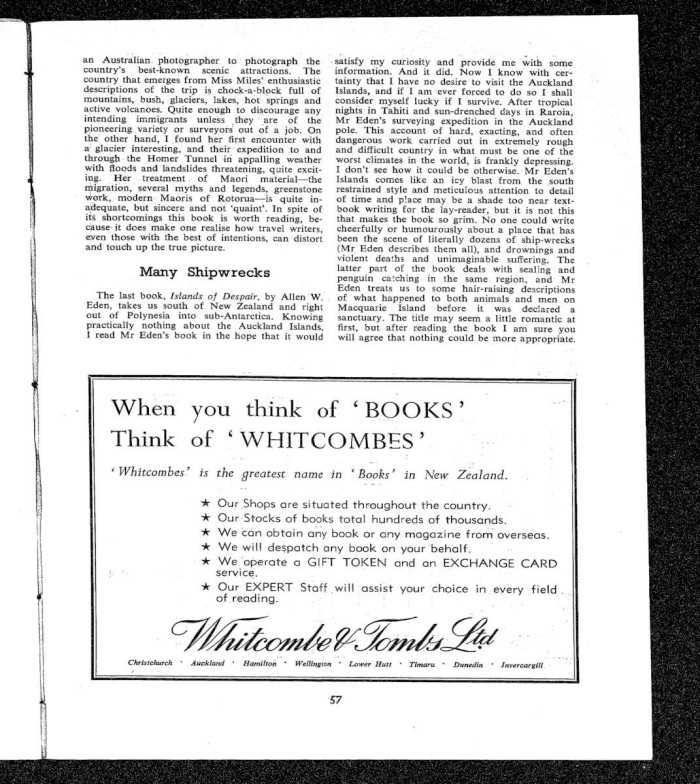 an Australian photographer to photograph the
country's best-known scenic attractions. The
country that emerges from Miss Miles' enthusiastic
descriptions of the trip is chock-a-block full of
mountains, bush, glaciers, lakes, hot springs and
active volcanoes. Quite enough to discourage any
intending immigrants unless they are of the
pioneering variety or surveyors out of a job. On
the other hand, I found her first encounter with
a glacier interesting, and their expedition to and
through the Homer Tunnel in appalling weather
with floods and landslides threatening, quite excit-
ing. Her treatment of Maori material—the
migration, several myths and legends, greenstone
work, modern Maoris of Rotorua—is quite in-
adequate, but sincere and not 'quaint'. In spite of
its shortcomings this book is worth reading, be-
cause it does make one realise how travel writers,
even those with the best of intentions, can distort
and touch up the true picture.
Many Shipwrecks
The last book, Islands of Despair, by Allen W.
Eden, takes us south of New Zealand and right
out of Polynesia into sub-Antarctica. Knowing
practically nothing about the Auckland Islands,
I read Mr Eden's book in the hope that it would
satisfy my curiosity and provide me with some
information. And it did. Now I know with cer-
tainty that I have no desire to visit the Auckland
Islands, and if I am ever forced to do so I shall
consider myself lucky if I survive. After tropical
nights in Tahiti and sun-drenched days in Raroia,
Mr Eden's surveying expedition in the Auckland
pole. This account of hard, exacting, and often
dangerous work carried out in extremely rough
and difficult country in what must be one of the
worst climates in the world, is frankly depressing.
I don't see how it could be otherwise. Mr Eden's
Islands comes like an icy blast from the south
restrained style and meticulous attention to detail
of time and place may be a shade too near text-
book writing for the lay-reader, but it is not this
that makes the book so grim. No one could write
cheerfully or humourously about a place that has
been the scene of literally dozens of ship-wrecks
(Mr Eden describes them all), and drownings and
violent deaths and unimaginable suffering. The
latter part of the book deals with sealing and
penguin catching in the same region, and Mr
Eden treats us to some hair-raising descriptions
of what happened to both animals and men on
Macquarie Island before it was declared a
sanctuary. The title may seem a little romantic at
first, but after reading the book I am sure you
will agree that nothing could be more appropriate.
When you think of 'BOOKS'
Think of 'WHITCOMBES'
'Whitcombes' is the greatest name in 'Books' in New Zealand.
★ Our Shops are situated throughout the country.
★ Our Stocks of books total hundreds of thousands.
★ We can obtain any book or any magazine from overseas.
★ We will despatch any book on your behalf.
★ We operate a GIFT TOKEN and an EXCHANGE CARD
service.
★ Our EXPERT Staff will assist your choice in every field
of reading.
Whitcombe & Tombs Ltd
Christchurch · Auckland · Hamilton · Wellington · Lower Hutt · Timaru · Dunedin · Invercargill
57